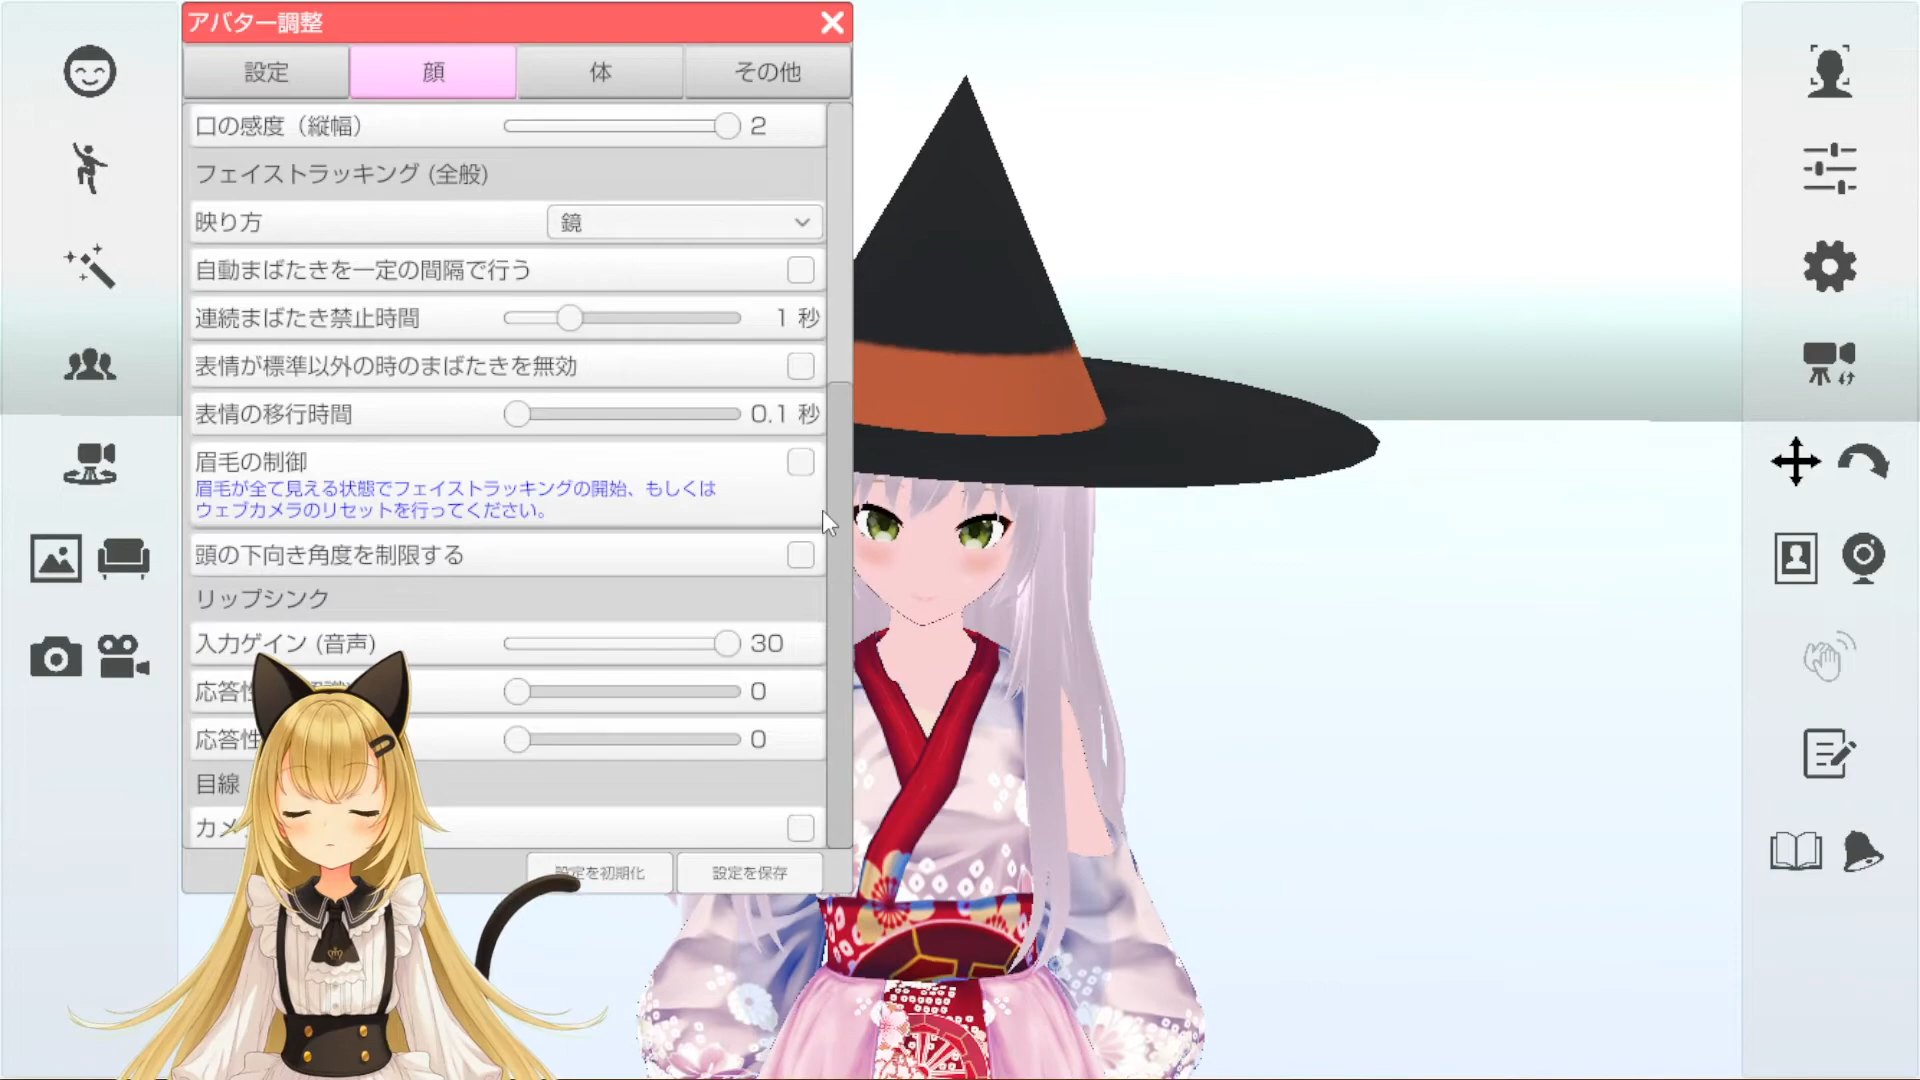 アバター調整
設定
顔
体
その他
口の感度（縦幅）
2
フェイストラッキング (全般)
映り方
鏡
自動まばたきを一定の間隔で行う
連続まばたき禁止時間
1 秒
表情が標準以外の時のまばたきを無効
表情の移行時間
0.1 秒
眉毛の制御
眉毛が全て見える状態でフェイストラッキングの開始、もしくは
ウェブカメラのリセットを行ってください。
頭の下向き角度を制限する
リップシンク
入力ゲイン (音声)
30
応答性
0
応答性
0
目線
カメ
設定を初期化
設定を保存